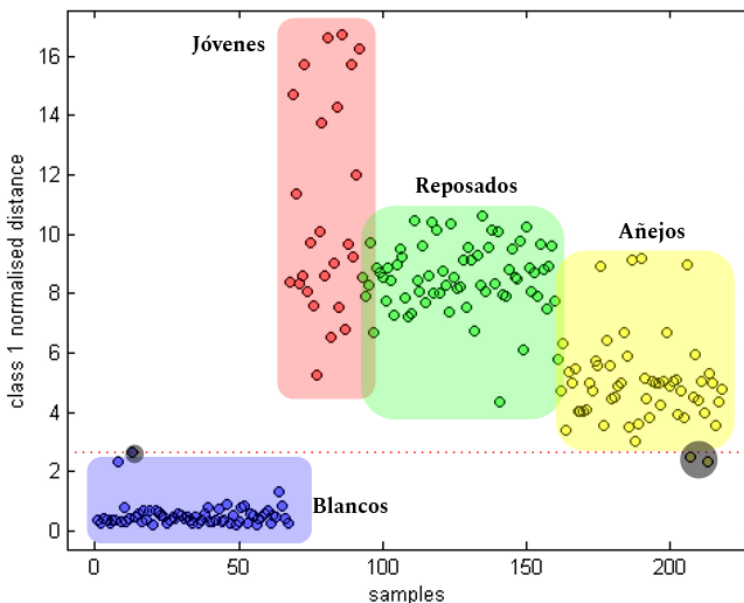 Jóvenes
Reposados
Añejos
Blancos
class 1 normalised distance
16
14
12
10
8
6
4
2
0
0 50 100 150 200
samples